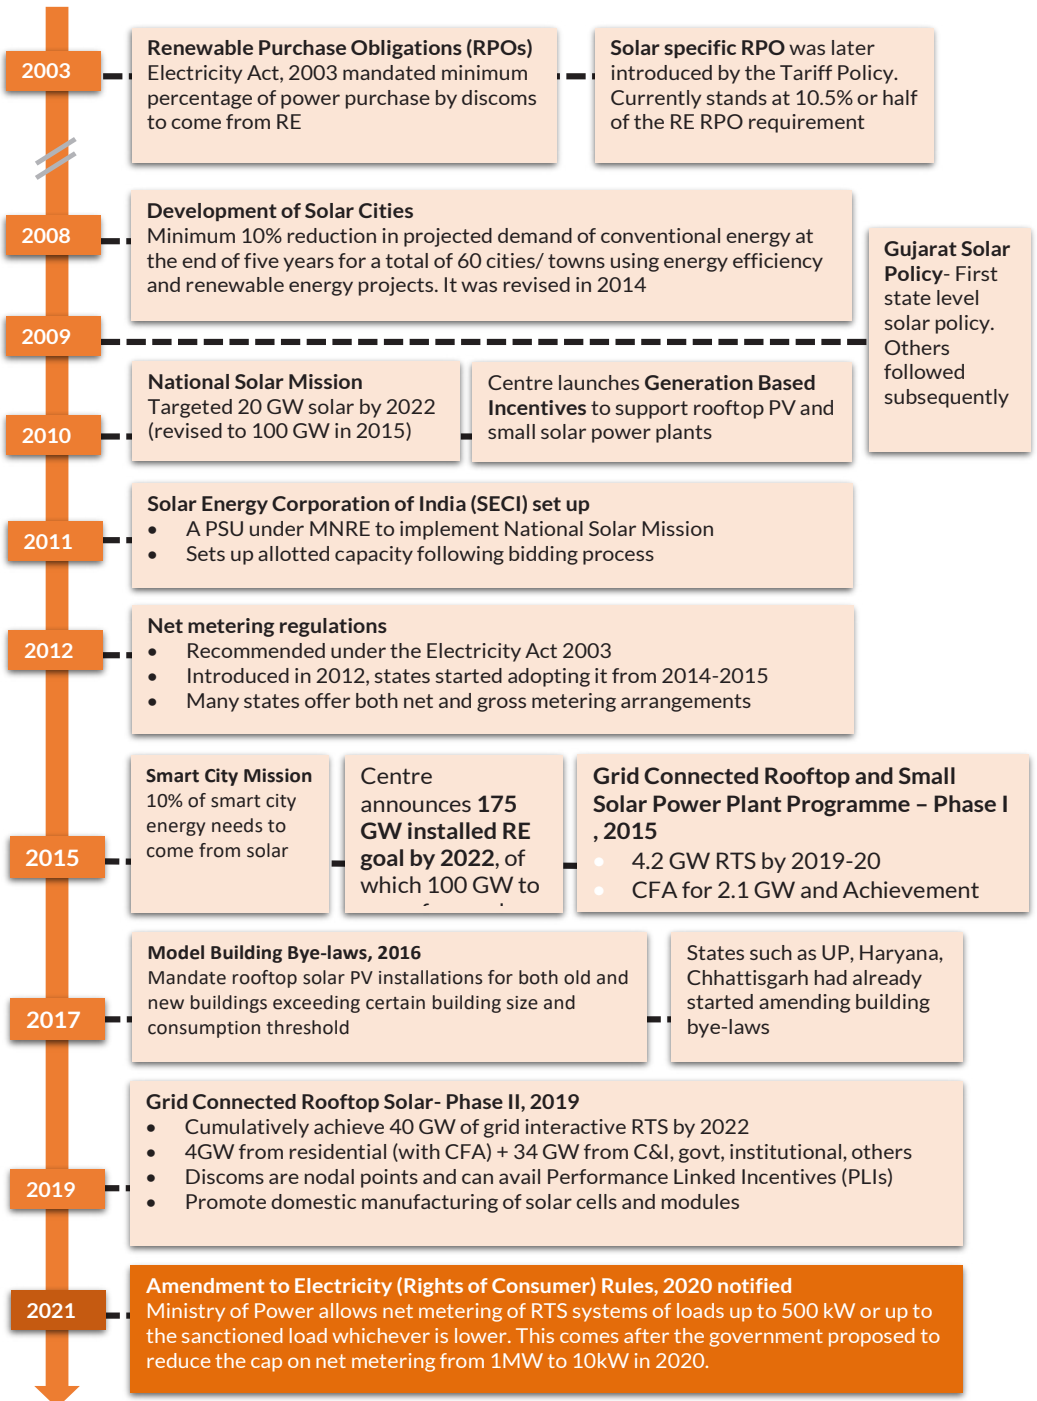 2003
Renewable Purchase Obligations (RPOs)
Electricity Act, 2003 mandated minimum
percentage of power purchase by discoms
to come from RE
Solar specific RPO was later
introduced by the Tariff Policy.
Currently stands at 10.5% or half
of the RE RPO requirement
2008
Development of Solar Cities
Minimum 10% reduction in projected demand of conventional energy at
the end of five years for a total of 60 cities/ towns using energy efficiency
and renewable energy projects. It was revised in 2014
2009
Gujarat Solar
Policy- First
state level
solar policy.
Others
followed
subsequently
2010
National Solar Mission
Targeted 20 GW solar by 2022
(revised to 100 GW in 2015)
Centre launches Generation Based
Incentives to support rooftop PV and
small solar power plants
2011
Solar Energy Corporation of India (SECI) set up
• A PSU under MNRE to implement National Solar Mission
• Sets up allotted capacity following bidding process
2012
Net metering regulations
• Recommended under the Electricity Act 2003
• Introduced in 2012, states started adopting it from 2014-2015
• Many states offer both net and gross metering arrangements
2015
Smart City Mission
10% of smart city
energy needs to
come from solar
Centre
announces 175
GW installed RE
goal by 2022, of
which 100 GW to
Grid Connected Rooftop and Small
Solar Power Plant Programme – Phase I
, 2015
• 4.2 GW RTS by 2019-20
• CFA for 2.1 GW and Achievement
2017
Model Building Bye-laws, 2016
Mandate rooftop solar PV installations for both old and
new buildings exceeding certain building size and
consumption threshold
States such as UP, Haryana,
Chhattisgarh had already
started amending building
bye-laws
2019
Grid Connected Rooftop Solar- Phase II, 2019
• Cumulatively achieve 40 GW of grid interactive RTS by 2022
• 4GW from residential (with CFA) + 34 GW from C&I, govt, institutional, others
• Discoms are nodal points and can avail Performance Linked Incentives (PLIs)
• Promote domestic manufacturing of solar cells and modules
2021
Amendment to Electricity (Rights of Consumer) Rules, 2020 notified
Ministry of Power allows net metering of RTS systems of loads up to 500 kW or up to
the sanctioned load whichever is lower. This comes after the government proposed to
reduce the cap on net metering from 1MW to 10kW in 2020.